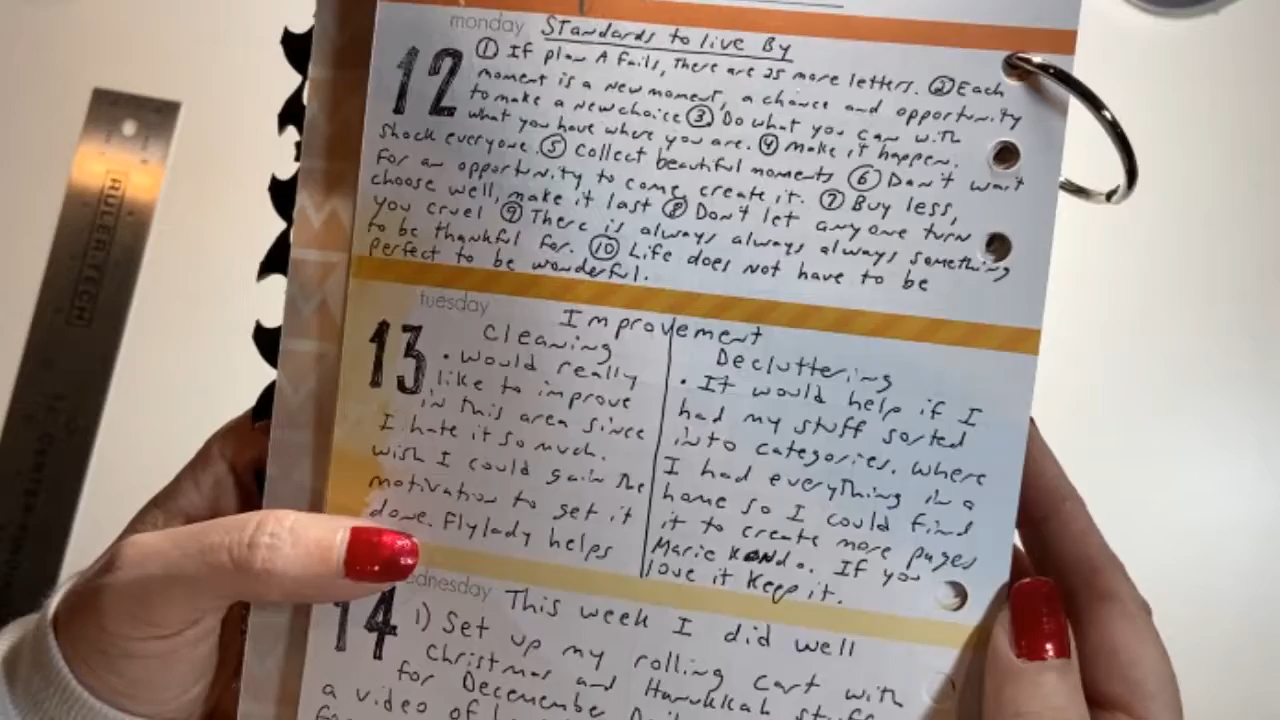 monday Standards to live By
12 ① If plan A fails, There are 25 more letters. ② Each
moment is a new moment, a chance and opportunity
to make a new choice ③ Do what you can with
what you have where you are. ④ make it happen.
Shock everyone. ⑤ Collect beautiful moments ⑥ Don't wait
for an opportunity to come, create it. ⑦ Buy less,
choose well, make it last ⑧ Don't let anyone turn
you cruel ⑨ There is always always always something
to be thankful for. ⑩ Life does not have to be
perfect to be wonderful.
tuesday Improvement
13 Cleaning
• Would really
like to improve
in this area since
I hate it so much.
wish I could gain the
motivation to get it
done. Flylady helps
Decluttering
• It would help if I
had my stuff sorted
into categories. Where
I had everything in a
home so I could find
it to create more pages
Marie Kondo. If you
love it Keep it.
wednesday This week I did well
14 1) Set up my rolling cart with
Christmas and Hanukkah stuff
for Decemember
a video of
RULER.TECH